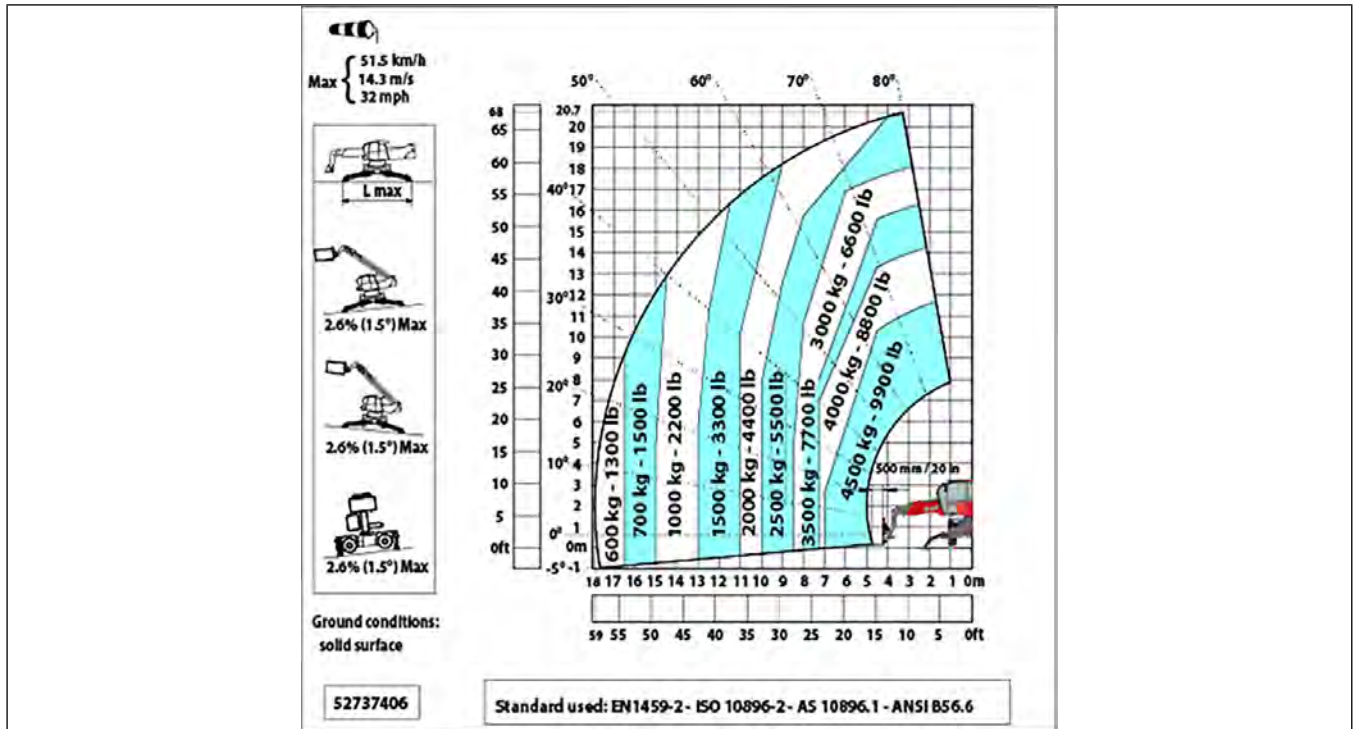 51.5 km/h
Max { 14.3 m/s
32 mph
L max
2.6% (1.5°) Max
2.6% (1.5°) Max
2.6% (1.5°) Max
Ground conditions:
solid surface
52737406
50° 60° 70° 80°
68
65
60
55
50
45
40
35
30
25
20
15
10
5
0ft
40°
30°
20°
10°
0°
-5°
20.7
20
19
18
17
16
15
14
13
12
11
10
9
8
7
6
5
4
3
2
1
0m
-1
600 kg - 1300 lb
700 kg - 1500 lb
1000 kg - 2200 lb
1500 kg - 3300 lb
2000 kg - 4400 lb
2500 kg - 5500 lb
3000 kg - 6600 lb
3500 kg - 7700 lb
4000 kg - 8800 lb
4500 kg - 9900 lb
500 mm / 20 in
18 17 16 15 14 13 12 11 10 9 8 7 6 5 4 3 2 1 0m
59 55 50 45 40 35 30 25 20 15 10 5 0ft
Standard used: EN1459-2 - ISO 10896-2 - AS 10896.1 - ANSI B56.6